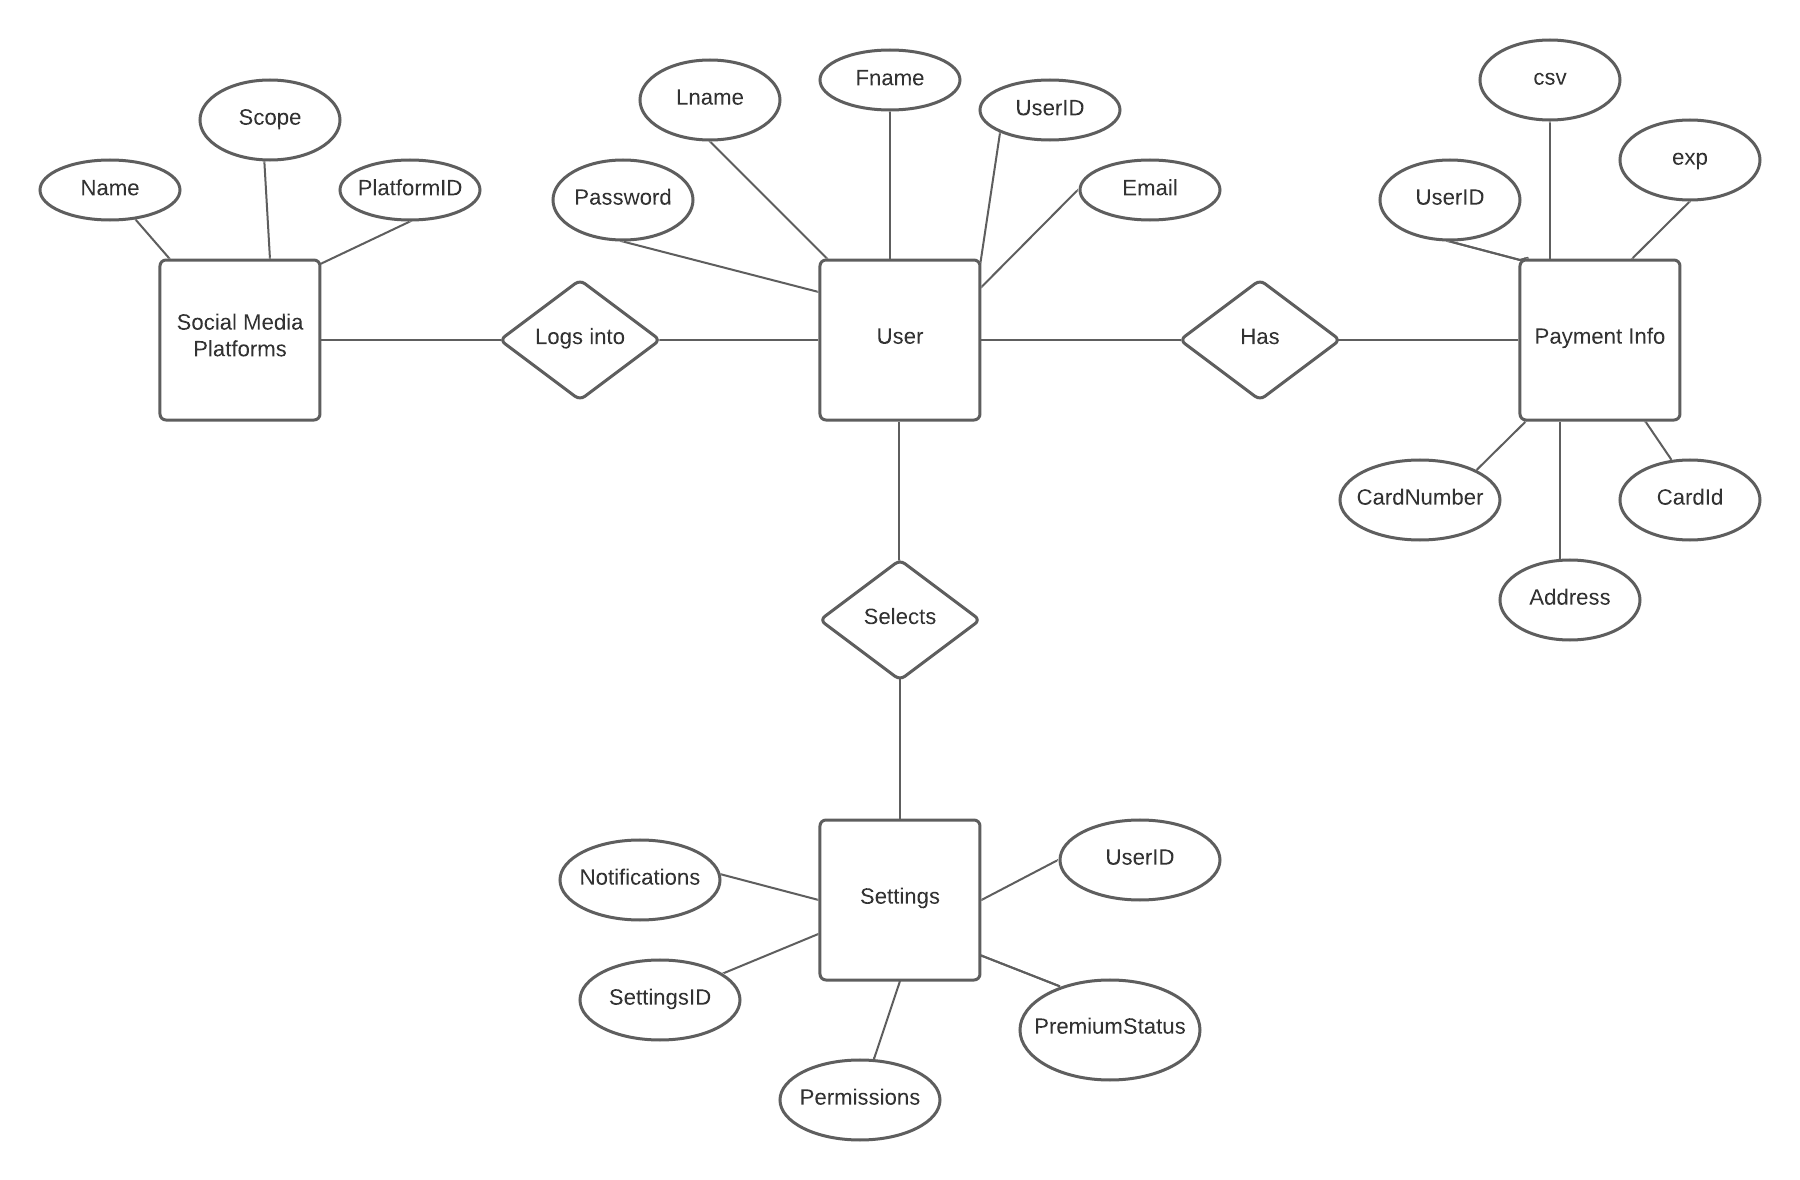 csv
Fname
Lname
UserID
Scope
exp
Name
PlatformID
Password
Email
UserID
Social Media
Platforms
Logs into
User
Has
Payment Info
CardNumber
CardId
Address
Selects
UserID
Notifications
Settings
SettingsID
PremiumStatus
Permissions